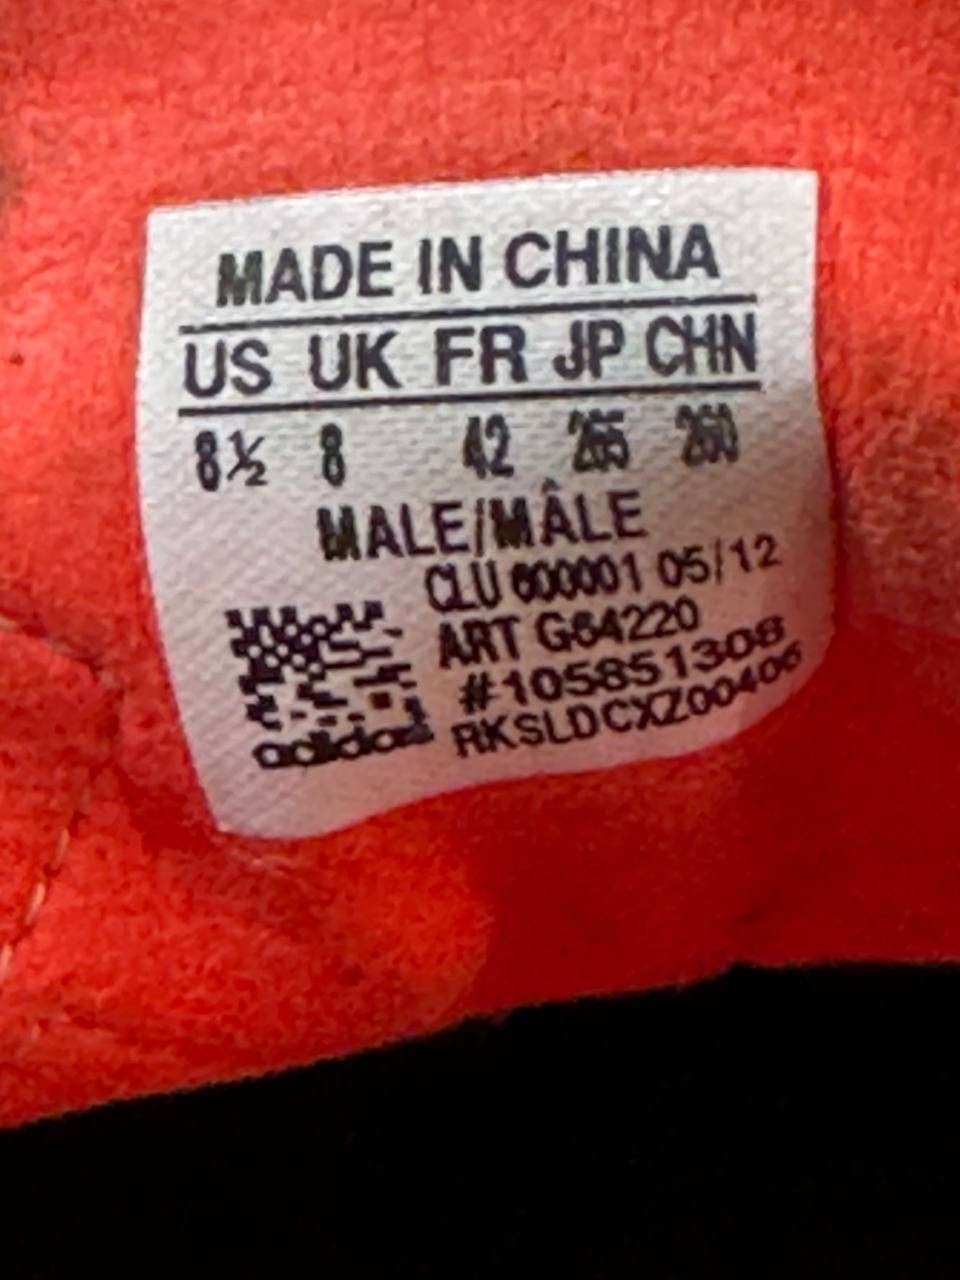 MADE IN CHINA
US UK FR JP CHN
8½ 8 42 265 260
MALE/MÂLE
CLU 600001 05/12
ART G64220
#105851308
RKSLDCXZ00406
adidas